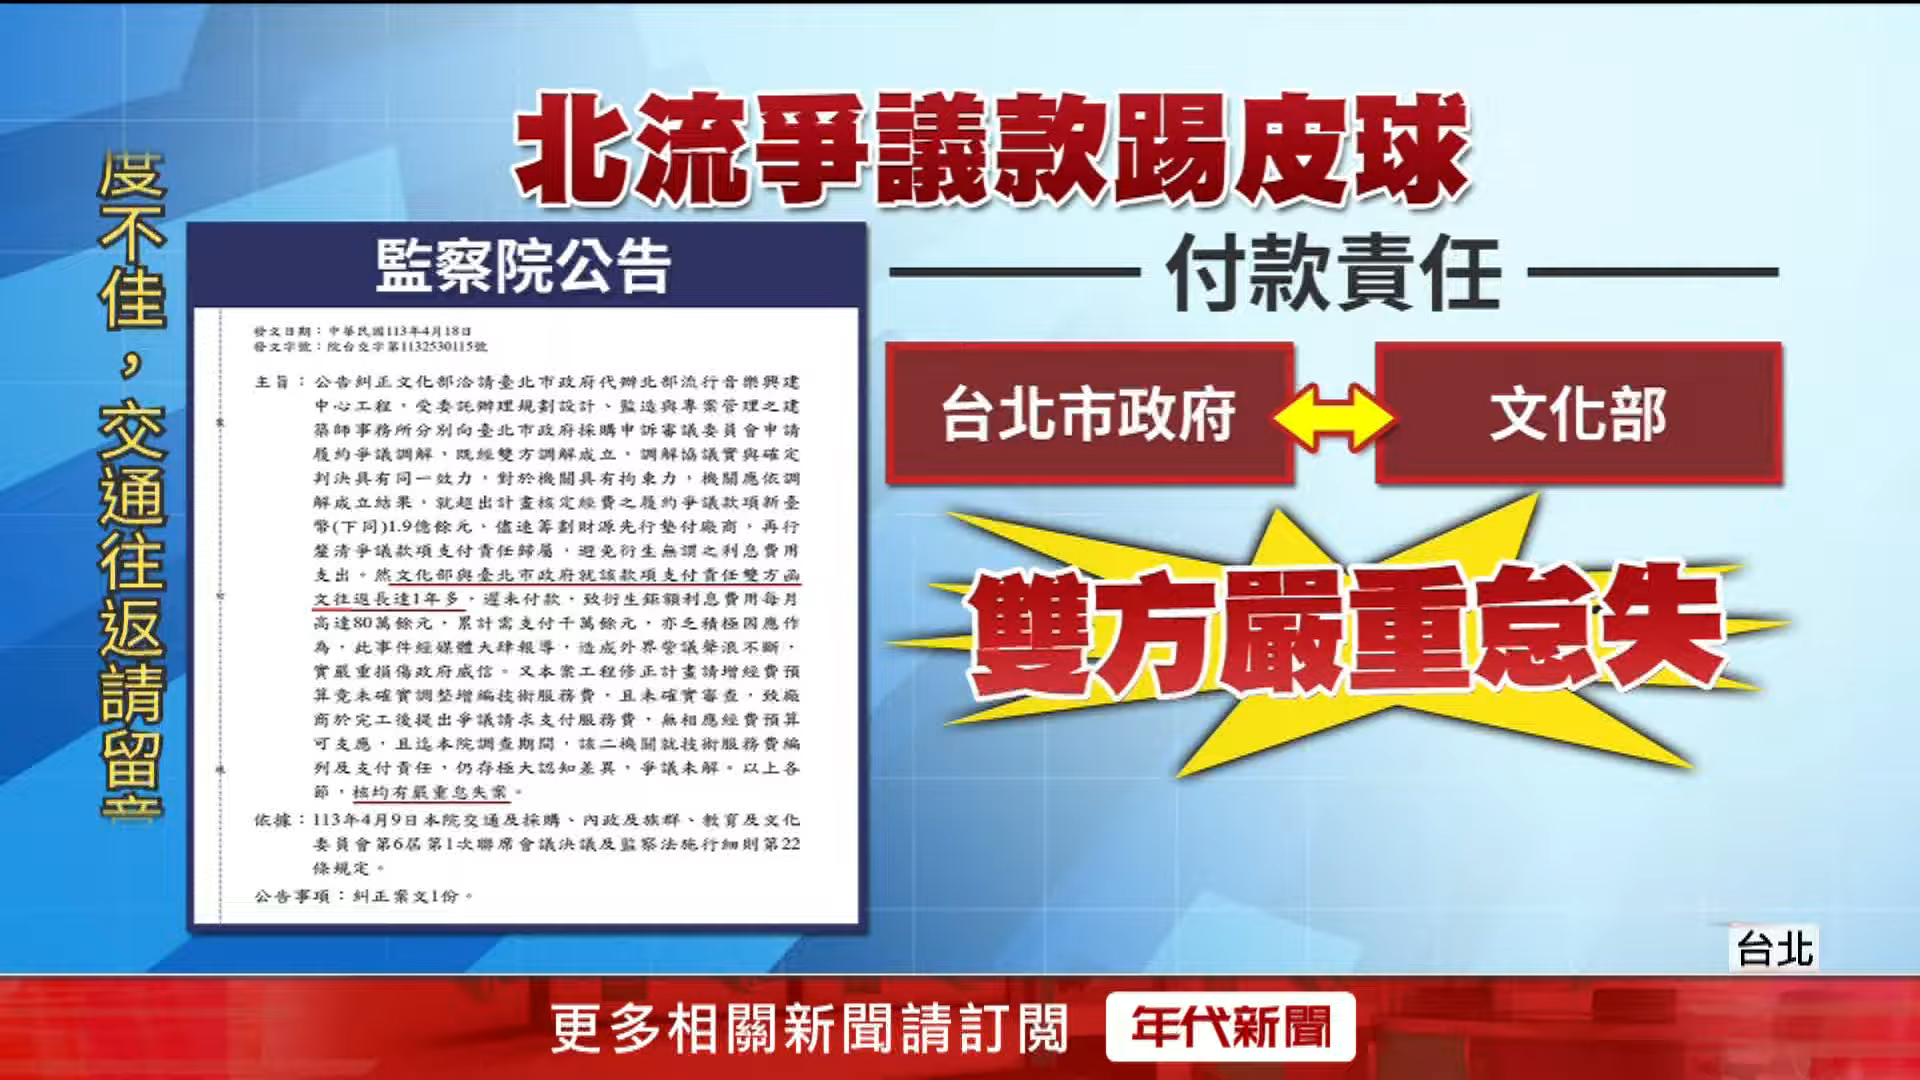 北流爭議款踢皮球
度不佳，交通往返請留意
監察院公告
發文日期：中華民國113年4月18日
發文字號：院台交字第1132530115號
主旨：公告糾正文化部洽請臺北市政府代辦北部流行音樂興建
中心工程，受委託辦理規劃設計、監造與專案管理之建
築師事務所分別向臺北市政府採購申訴審議委員會申請
履約爭議調解，既經雙方調解成立，調解協議實與確定
判決具有同一效力，對於機關具有拘束力，機關應依調
解成立結果，就超出計畫核定經費之履約爭議款項新臺
幣(下同)1.9億餘元，儘速籌劃財源先行墊付廠商，再行
釐清爭議款項支付責任歸屬，避免衍生無謂之利息費用
支出。然文化部與臺北市政府就該款項支付責任雙方函
文往返長達1年多，遲未付款，致衍生鉅額利息費用每月
高達80萬餘元，累計需支付千萬餘元，亦乏積極因應作
為，此事件經媒體大肆報導，造成外界訾議聲浪不斷，
實嚴重損傷政府威信。又本案工程修正計畫請增經費預
算竟未確實調整增編技術服務費，且未確實審查，致廠
商於完工後提出爭議請求支付服務費，無相應經費預算
可支應，且迄本院調查期間，該二機關就技術服務費編
列及支付責任，仍存極大認知差異，爭議未解。以上各
節，核均有嚴重怠失案。
依據：113年4月9日本院交通及採購、內政及族群、教育及文化
委員會第6屆第1次聯席會議決議及監察法施行細則第22
條規定。
公告事項：糾正案文1份。
付款責任
台北市政府
文化部
雙方嚴重怠失
台北
更多相關新聞請訂閱
年代新聞